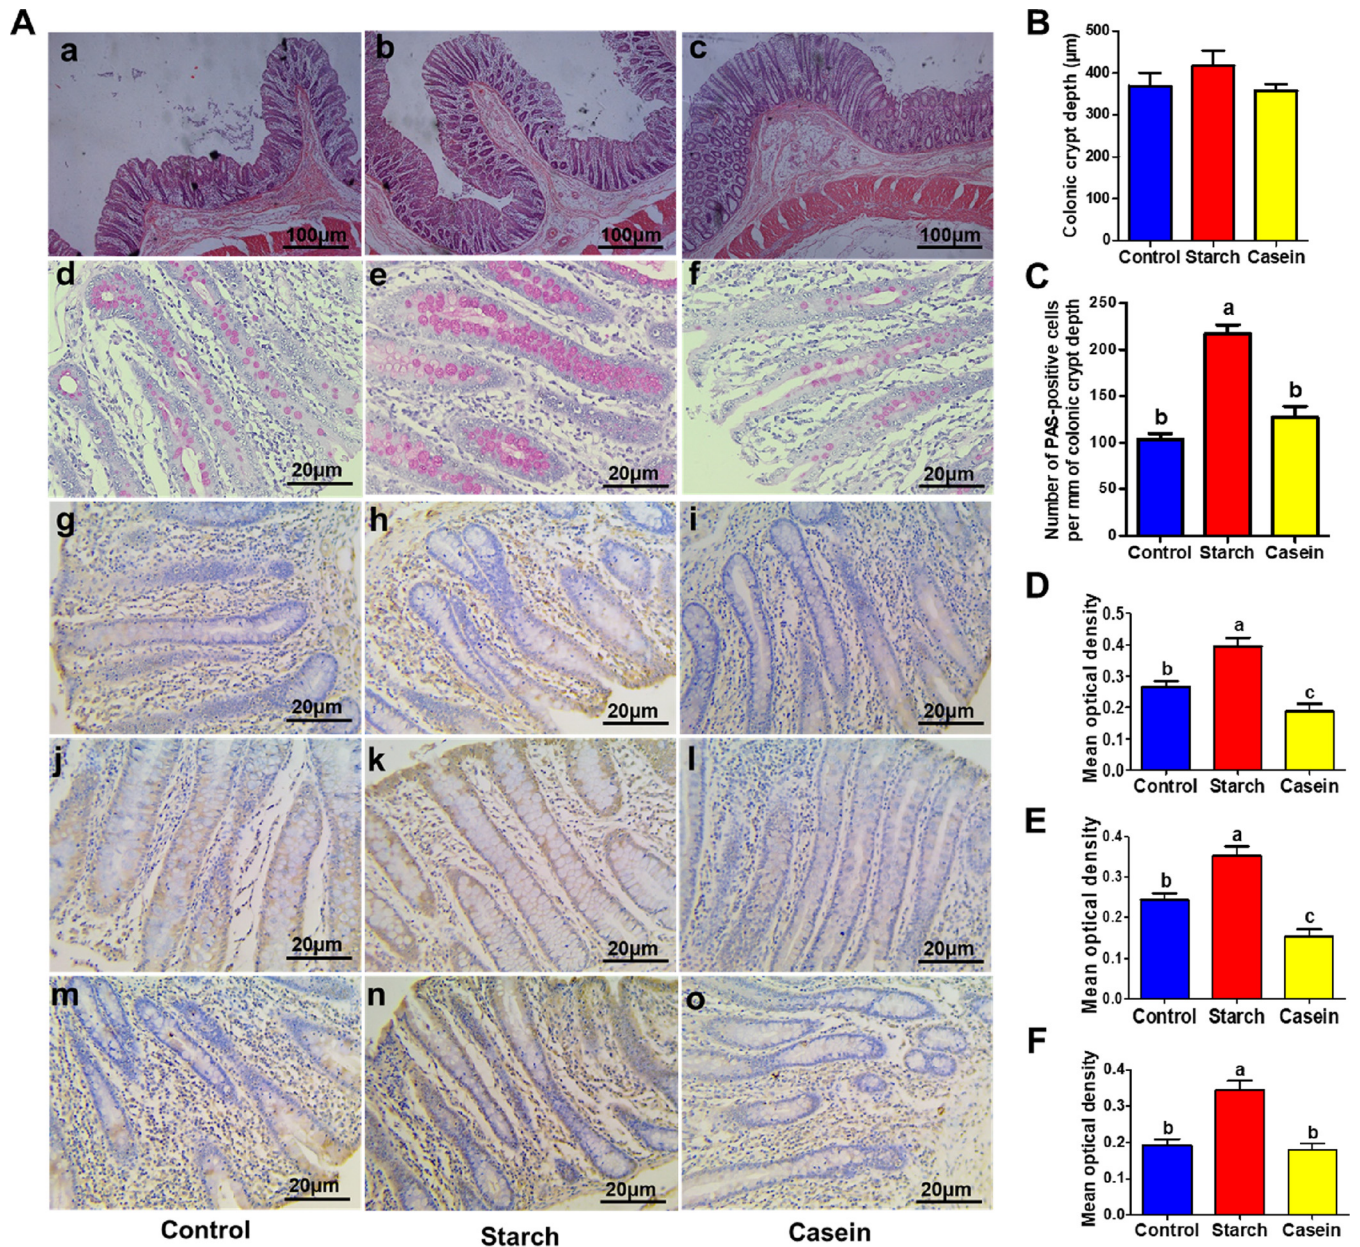 A
a
b
c
100µm
100µm
100µm
d
e
f
20µm
20µm
20µm
g
h
i
20µm
20µm
20µm
j
k
l
20µm
20µm
20µm
m
n
o
20µm
20µm
20µm
Control
Starch
Casein
B
Colonic crypt depth (µm)
500
400
300
200
100
0
Control Starch Casein
C
Number of PAS-positive cells
per mm of colonic crypt depth
250
200
150
100
50
0
b
a
b
Control Starch Casein
D
Mean optical density
0.5
0.4
0.3
0.2
0.1
0.0
b
a
c
Control Starch Casein
E
Mean optical density
0.4
0.3
0.2
0.1
0.0
b
a
c
Control Starch Casein
F
Mean optical density
0.4
0.3
0.2
0.1
0.0
b
a
b
Control Starch Casein